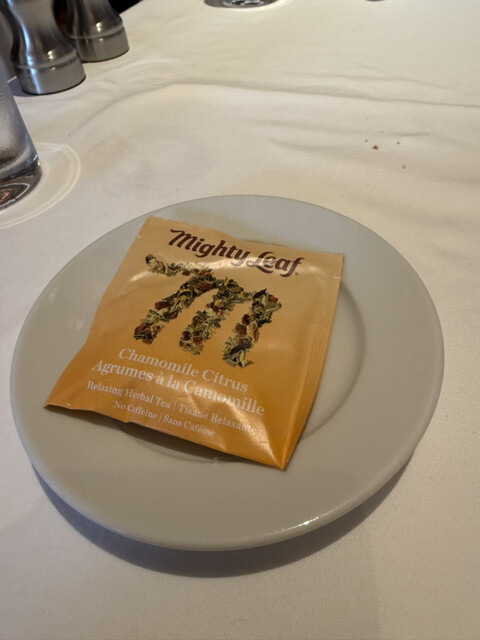 Mighty Leaf
Chamomile Citrus
Agrumes à la Camomille
Relaxing Herbal Tea | Tisane Relaxante
No Caffeine | Sans Caféine